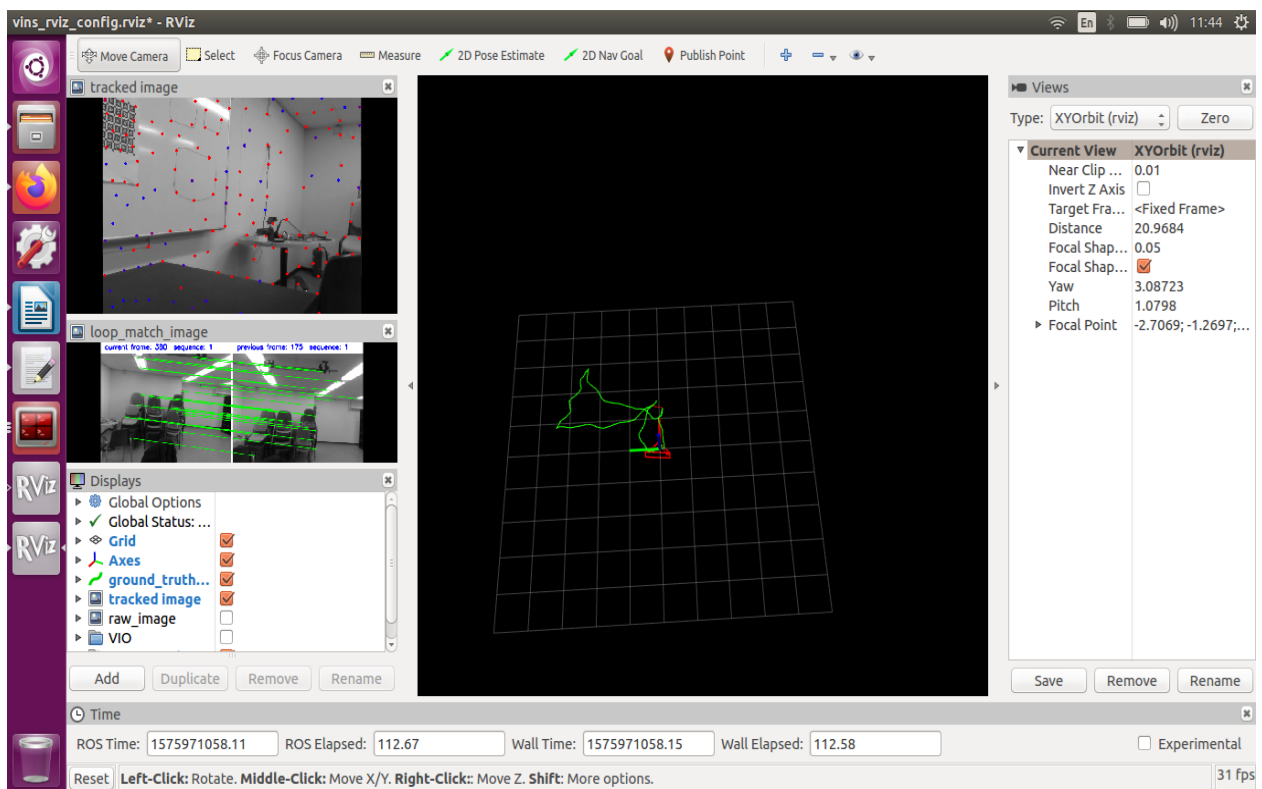 vins_rviz_config.rviz* - RViz
En
11:44
Move Camera
Select
Focus Camera
Measure
2D Pose Estimate
2D Nav Goal
Publish Point
tracked image
loop_match_image
current frame: 380 sequence: 1
previous frame: 175 sequence: 1
Displays
Global Options
Global Status: ...
Grid
Axes
ground_truth...
tracked image
raw_image
VIO
Add
Duplicate
Remove
Rename
Views
Type: XYOrbit (rviz)
Zero
Current View XYOrbit (rviz)
Near Clip ... 0.01
Invert Z Axis
Target Fra... <Fixed Frame>
Distance 20.9684
Focal Shap... 0.05
Focal Shap...
Yaw 3.08723
Pitch 1.0798
Focal Point -2.7069; -1.2697;...
Save
Remove
Rename
RViz
RViz
Time
ROS Time: 1575971058.11
ROS Elapsed: 112.67
Wall Time: 1575971058.15
Wall Elapsed: 112.58
Experimental
Reset
Left-Click: Rotate. Middle-Click: Move X/Y. Right-Click:: Move Z. Shift: More options.
31 fps